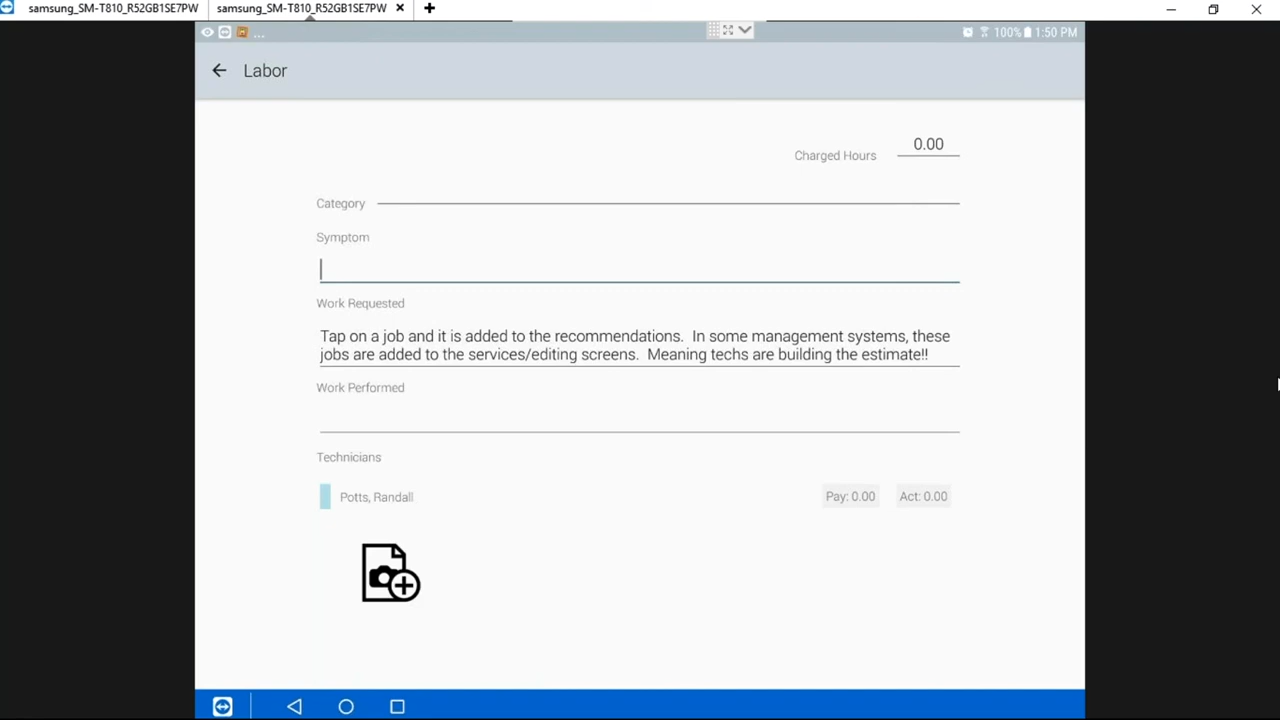 samsung_SM-T810_R52GB1SE7PW samsung_SM-T810_R52GB1SE7PW
... 100% 1:50 PM
Labor
Charged Hours 0.00
Category
Symptom
Work Requested
Tap on a job and it is added to the recommendations.  In some management systems, these
jobs are added to the services/editing screens.  Meaning techs are building the estimate!!
Work Performed
Technicians
Potts, Randall Pay: 0.00 Act: 0.00